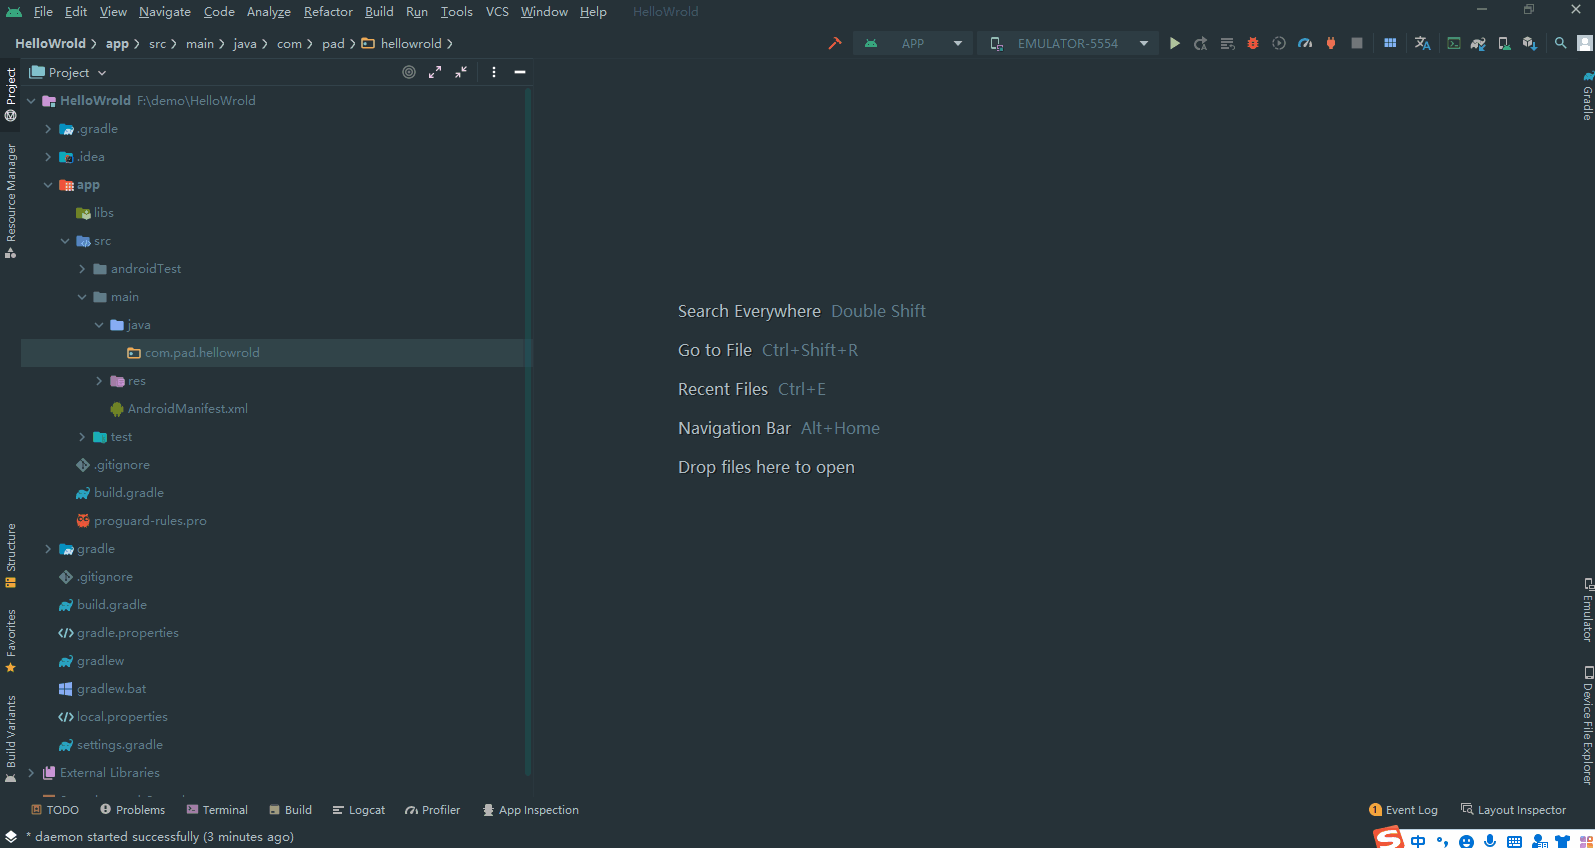 File Edit View Navigate Code Analyze Refactor Build Run Tools VCS Window Help HelloWrold
HelloWrold app src main java com pad hellowrold APP EMULATOR-5554
Project
HelloWrold F:\demo\HelloWrold
.gradle
.idea
app
libs
src
androidTest
main
java
com.pad.hellowrold
res
AndroidManifest.xml
test
.gitignore
build.gradle
proguard-rules.pro
gradle
.gitignore
build.gradle
gradle.properties
gradlew
gradlew.bat
local.properties
settings.gradle
External Libraries
Project
Resource Manager
Structure
Favorites
Build Variants
Search Everywhere Double Shift
Go to File Ctrl+Shift+R
Recent Files Ctrl+E
Navigation Bar Alt+Home
Drop files here to open
Gradle
Emulator
Device File Explorer
TODO Problems Terminal Build Logcat Profiler App Inspection 1 Event Log Layout Inspector
* daemon started successfully (3 minutes ago)
S 中